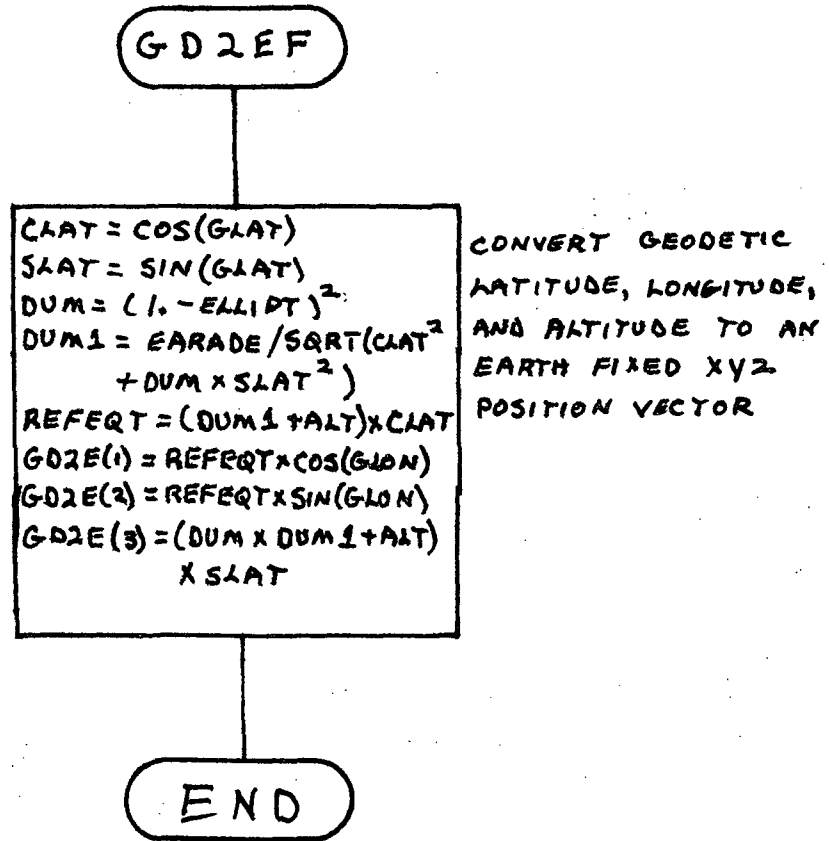 GD2EF
CLAT = COS(GLAT)
SLAT = SIN(GLAT)
DUM = (1. - ELLIPT)²
DUM1 = EARADE/SQRT(CLAT²
+ DUM × SLAT²)
REFEQT = (DUM1 + ALT) × CLAT
GD2E(1) = REFEQT × COS(GLON)
GD2E(2) = REFEQT × SIN(GLON)
GD2E(3) = (DUM × DUM1 + ALT)
× SLAT
CONVERT GEODETIC
LATITUDE, LONGITUDE,
AND ALTITUDE TO AN
EARTH FIXED XYZ
POSITION VECTOR
END